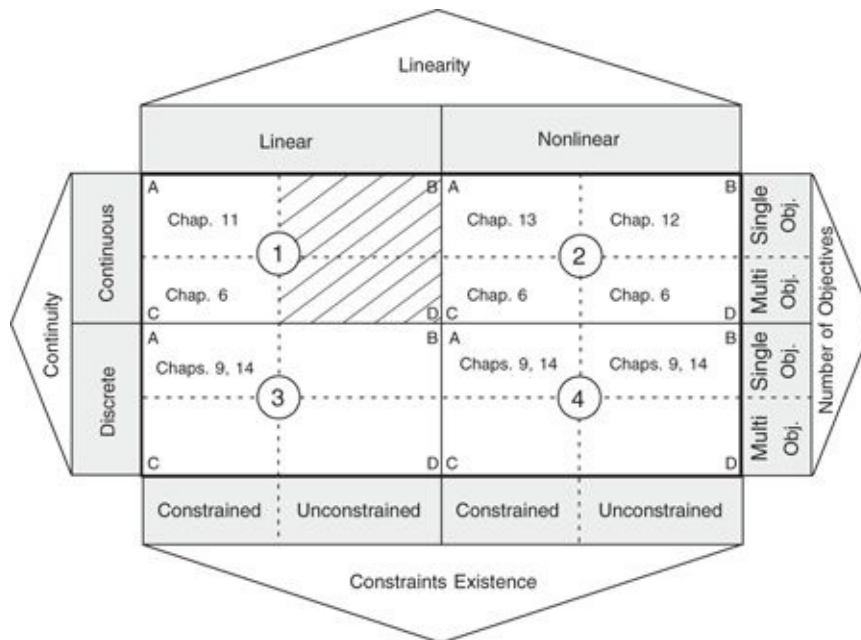 Linearity
Linear Nonlinear
A B A B
Chap. 11 Chap. 13 Chap. 12
1 2
Chap. 6 Chap. 6 Chap. 6
C D C D
A B A B
Chaps. 9, 14 Chaps. 9, 14 Chaps. 9, 14
3 4
C D C D
Continuity
Continuous
Discrete
Single Obj.
Multi Obj.
Single Obj.
Multi Obj.
Number of Objectives
Constrained Unconstrained Constrained Unconstrained
Constraints Existence